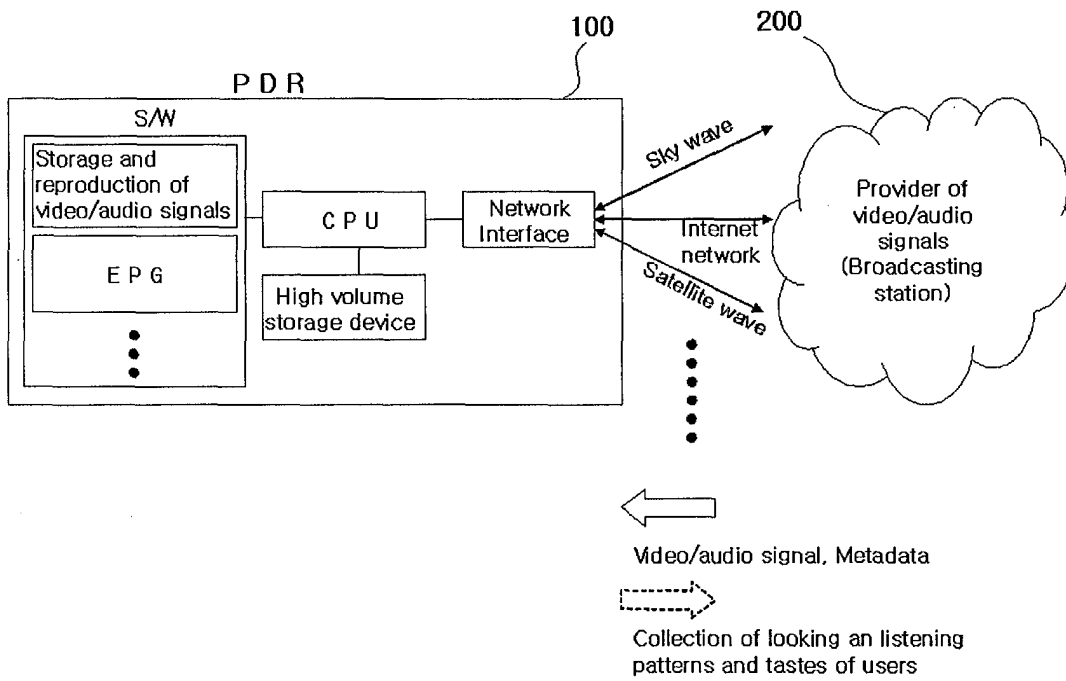 100
200
P D R
S/W
Storage and
reproduction of
video/audio signals
E P G
C P U
High volume
storage device
Network
Interface
Sky wave
Internet
network
Satellite wave
Provider of
video/audio
signals
(Broadcasting
station)
Video/audio signal, Metadata
Collection of looking an listening
patterns and tastes of users